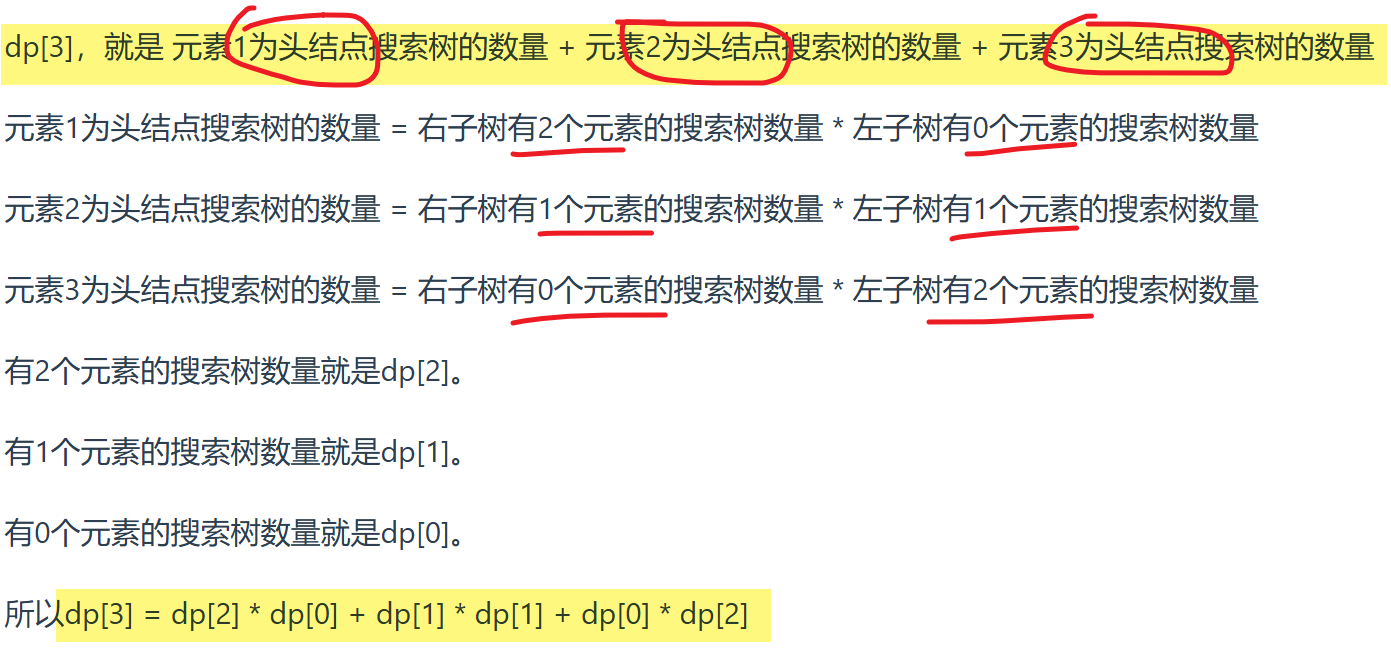 dp[3]，就是 元素1为头结点搜索树的数量 + 元素2为头结点搜索树的数量 + 元素3为头结点搜索树的数量
元素1为头结点搜索树的数量 = 右子树有2个元素的搜索树数量 * 左子树有0个元素的搜索树数量
元素2为头结点搜索树的数量 = 右子树有1个元素的搜索树数量 * 左子树有1个元素的搜索树数量
元素3为头结点搜索树的数量 = 右子树有0个元素的搜索树数量 * 左子树有2个元素的搜索树数量
有2个元素的搜索树数量就是dp[2]。
有1个元素的搜索树数量就是dp[1]。
有0个元素的搜索树数量就是dp[0]。
所以dp[3] = dp[2] * dp[0] + dp[1] * dp[1] + dp[0] * dp[2]